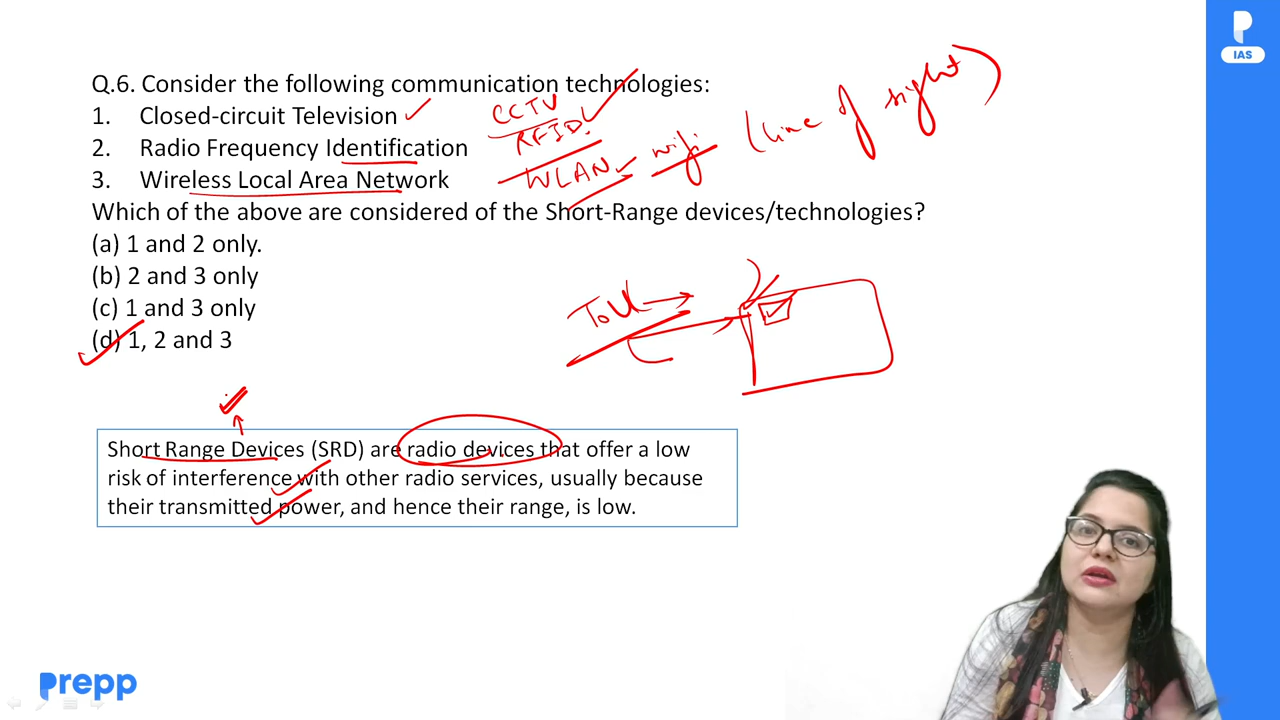 Q.6. Consider the following communication technologies:
1. Closed-circuit Television
2. Radio Frequency Identification
3. Wireless Local Area Network
Which of the above are considered of the Short-Range devices/technologies?
(a) 1 and 2 only.
(b) 2 and 3 only
(c) 1 and 3 only
(d) 1, 2 and 3
CCTV
RFID
WLAN
wifi
(line of sight)
Short Range Devices (SRD) are radio devices that offer a low
risk of interference with other radio services, usually because
their transmitted power, and hence their range, is low.
IAS
prepp